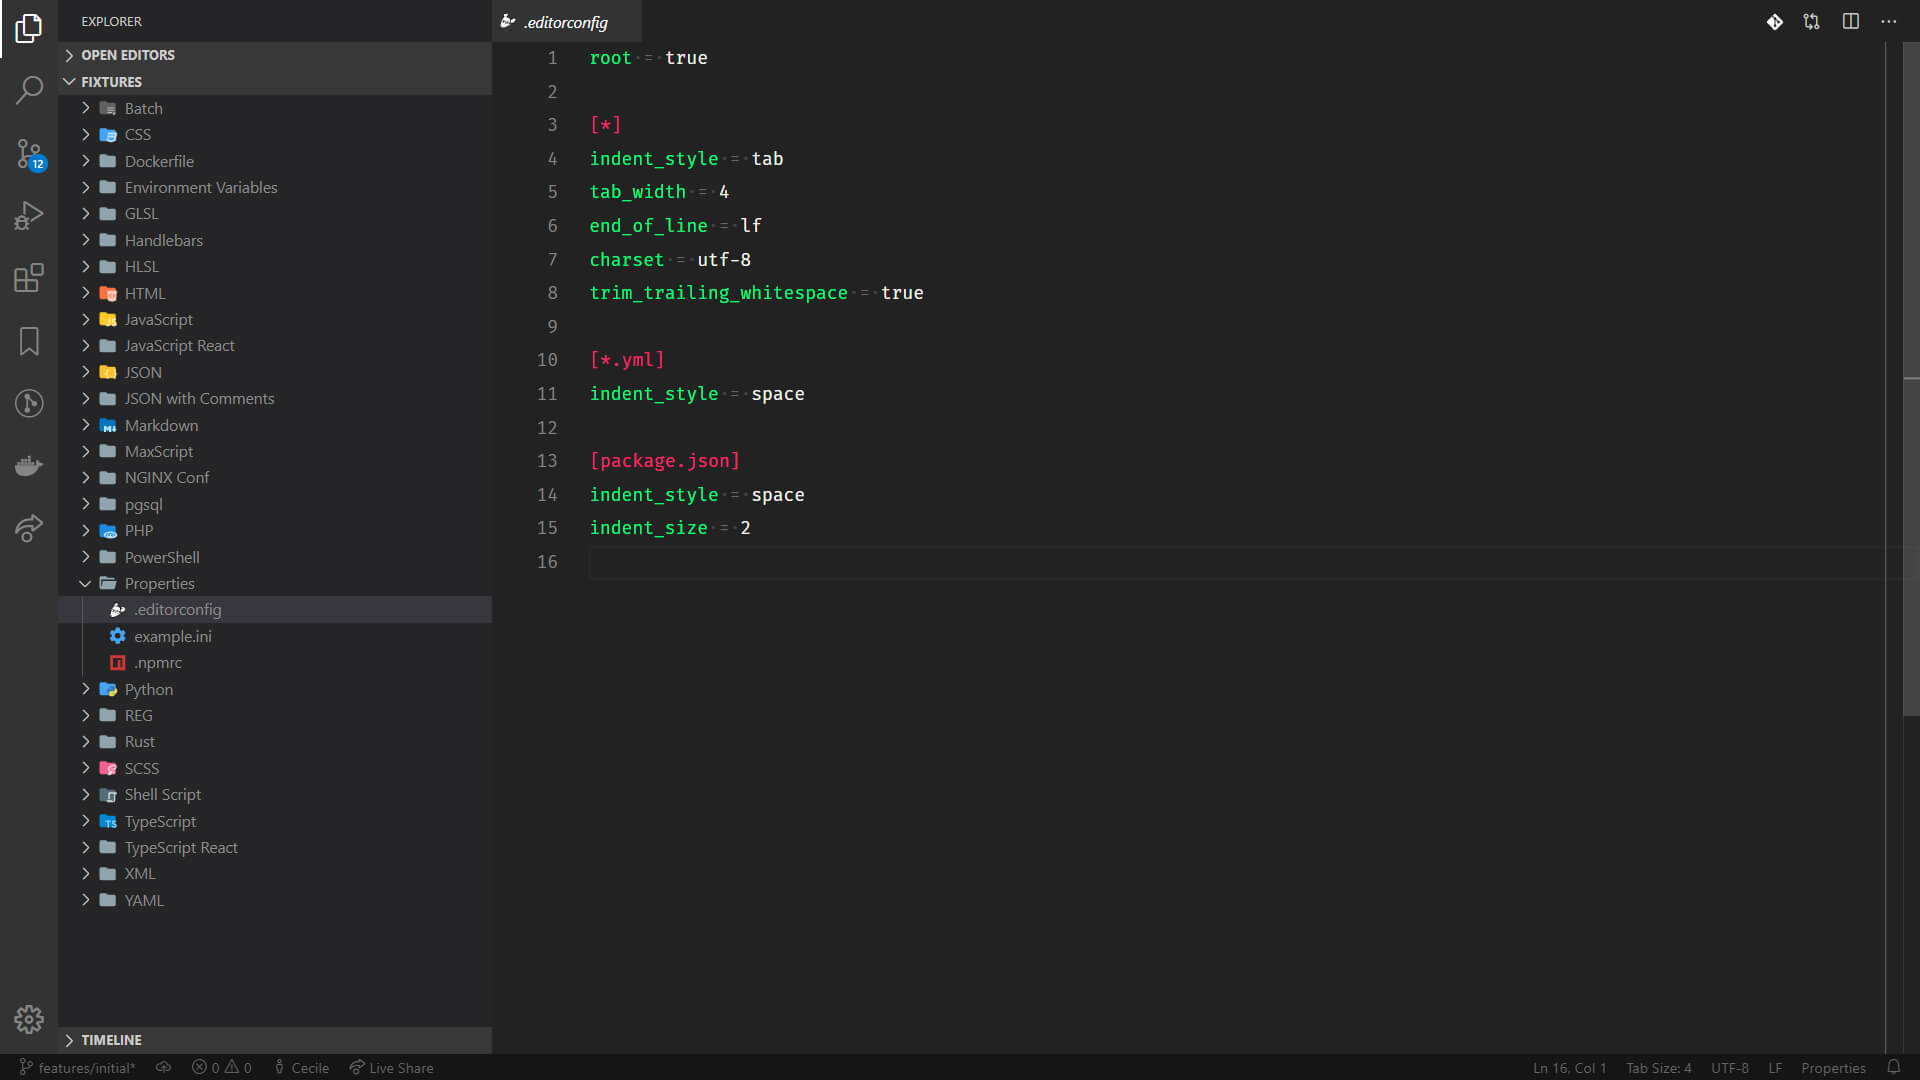 EXPLORER
OPEN EDITORS
FIXTURES
Batch
CSS
Dockerfile
Environment Variables
GLSL
Handlebars
HLSL
HTML
JavaScript
JavaScript React
JSON
JSON with Comments
Markdown
MaxScript
NGINX Conf
pgsql
PHP
PowerShell
Properties
.editorconfig
example.ini
.npmrc
Python
REG
Rust
SCSS
Shell Script
TypeScript
TypeScript React
XML
YAML
TIMELINE
12
.editorconfig
1 root = true
2
3 [*]
4 indent_style = tab
5 tab_width = 4
6 end_of_line = lf
7 charset = utf-8
8 trim_trailing_whitespace = true
9
10 [*.yml]
11 indent_style = space
12
13 [package.json]
14 indent_style = space
15 indent_size = 2
16
features/initial* 0 0 Cecile Live Share Ln 16, Col 1 Tab Size: 4 UTF-8 LF Properties